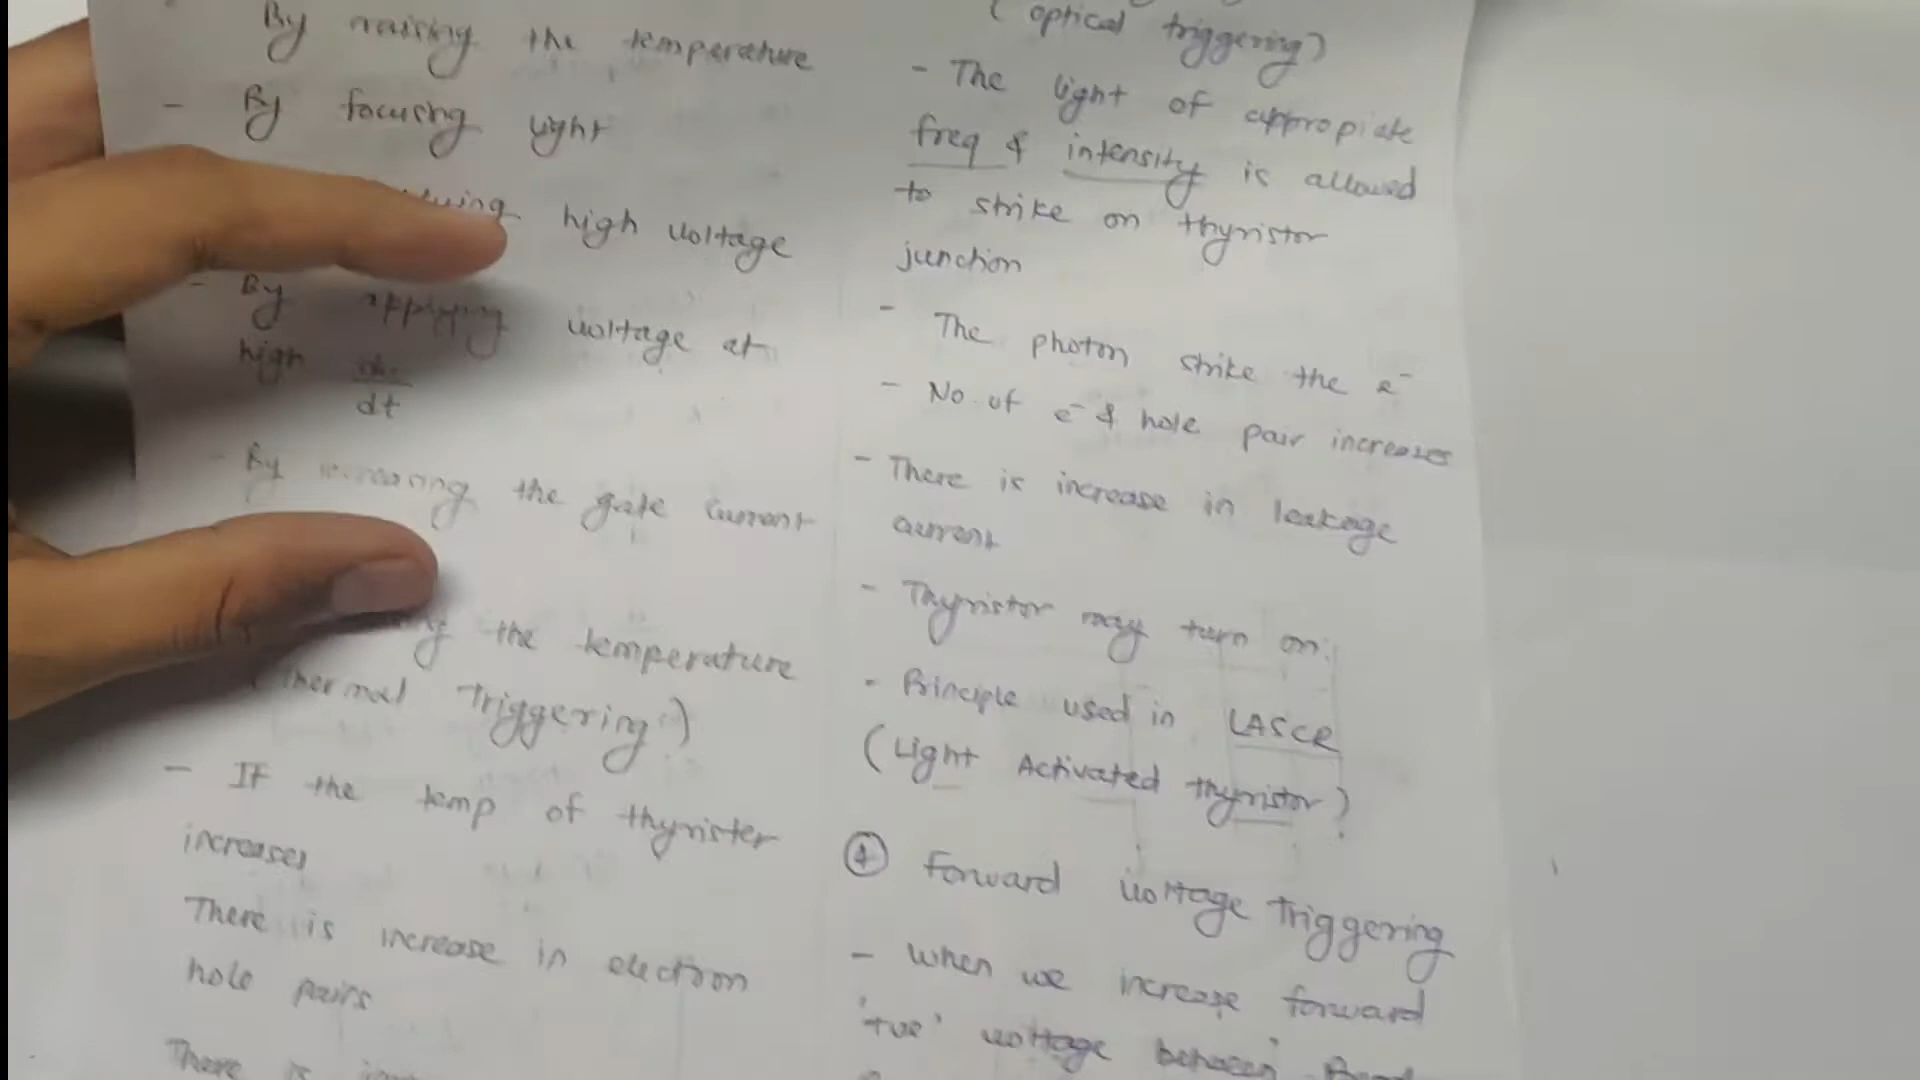 By raising the temperature
- By focusing light
high voltage
- By applying voltage at
high
dt
- By increasing the gate current
the temperature
thermal Triggering)
- If the temp of thyrister
increases
There is increase in electron
hole pairs
There is
(optical triggering)
- The light of appropiate
freq & intensity is allowed
to strike on thyristor
junction
- The photon strike the e⁻
- No. of e⁻ & hole pair increases
- There is increase in leakage
current
- Thyristor may turn on.
- Principle used in LASCR
(Light Activated thyristor)
④ Forward voltage Triggering
- When we increase forward
'+ve' voltage between